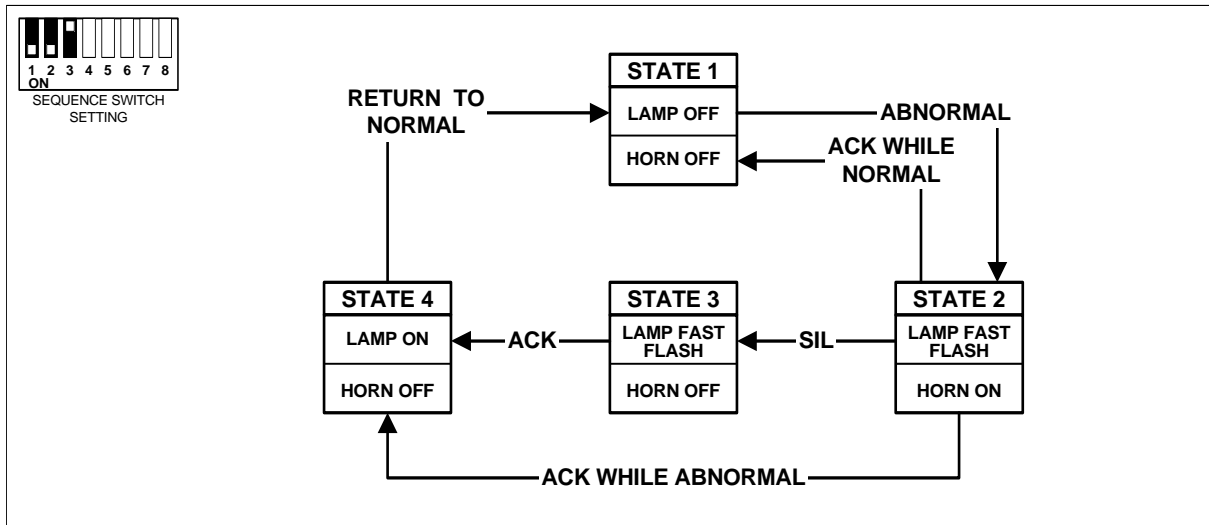 1 2 3 4 5 6 7 8
ON
SEQUENCE SWITCH
SETTING
STATE 1
LAMP OFF
HORN OFF
RETURN TO
NORMAL
ABNORMAL
ACK WHILE
NORMAL
STATE 4
LAMP ON
HORN OFF
ACK
STATE 3
LAMP FAST
FLASH
HORN OFF
SIL
STATE 2
LAMP FAST
FLASH
HORN ON
ACK WHILE ABNORMAL